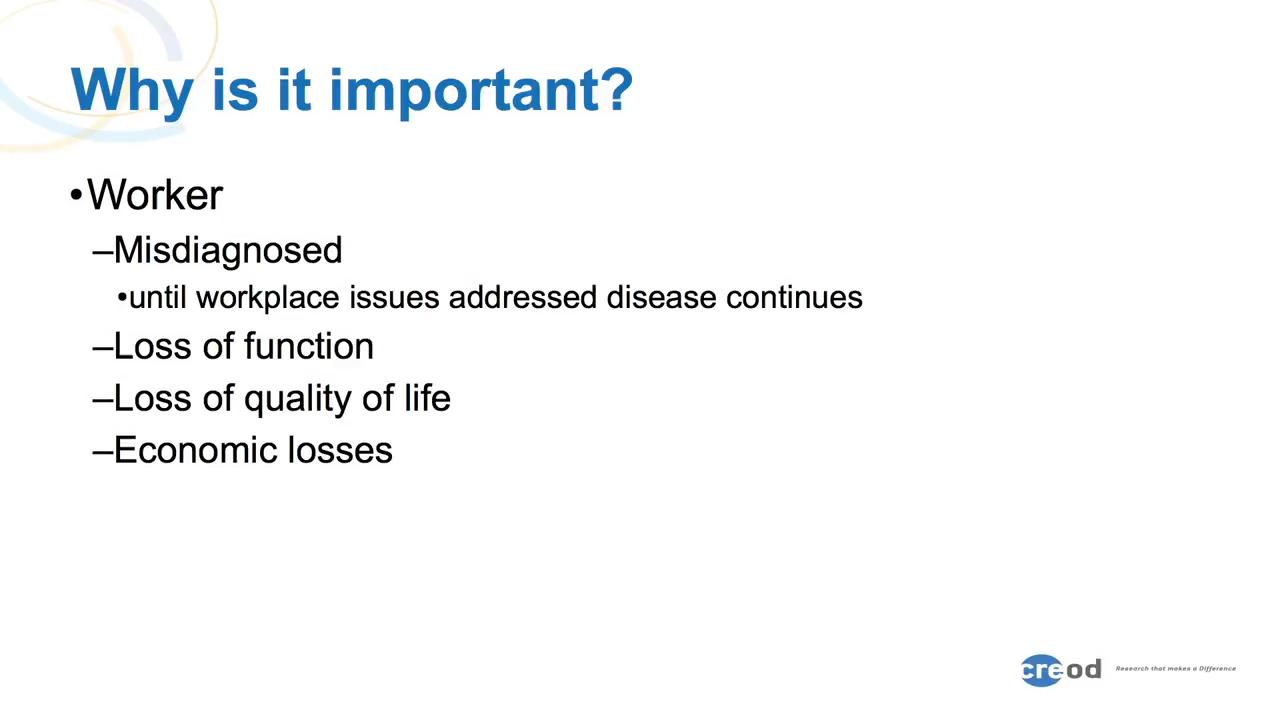 Why is it important?
•Worker
–Misdiagnosed
•until workplace issues addressed disease continues
–Loss of function
–Loss of quality of life
–Economic losses
creod Research that makes a Difference